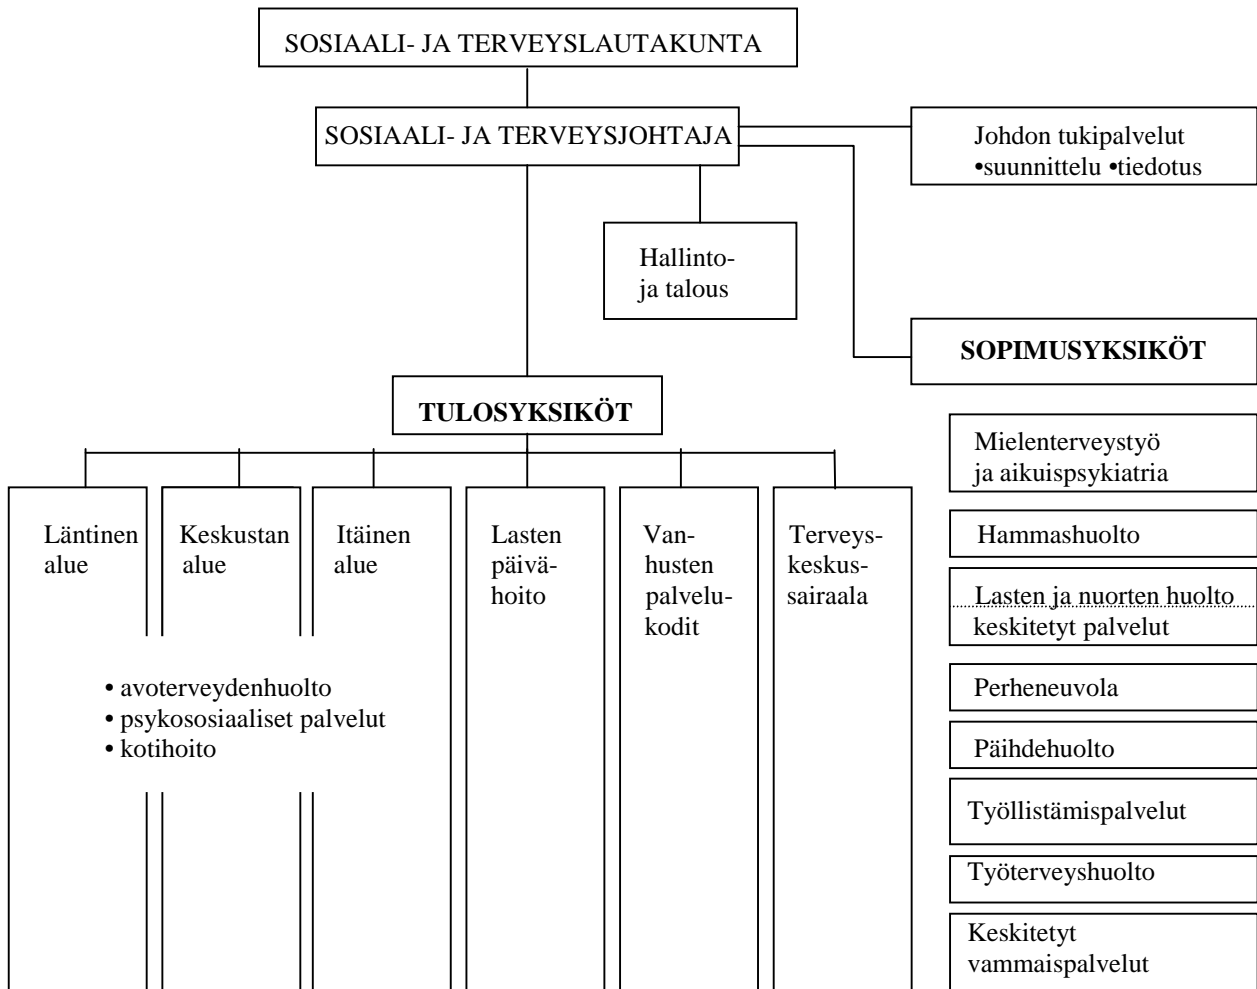 SOSIAALI- JA TERVEYSLAUTAKUNTA
SOSIAALI- JA TERVEYSJOHTAJA
Johdon tukipalvelut
•suunnittelu •tiedotus
Hallinto-
ja talous
SOPIMUSYKSIKÖT
TULOSYKSIKÖT
Läntinen
alue
Keskustan
alue
Itäinen
alue
Lasten
päivä-
hoito
Van-
husten
palvelu-
kodit
Terveys-
keskus-
sairaala
• avoterveydenhuolto
• psykososiaaliset palvelut
• kotihoito
Mielenterveystyö
ja aikuispsykiatria
Hammashuolto
Lasten ja nuorten huolto
keskitetyt palvelut
Perheneuvola
Päihdehuolto
Työllistämispalvelut
Työterveyshuolto
Keskitetyt
vammaispalvelut